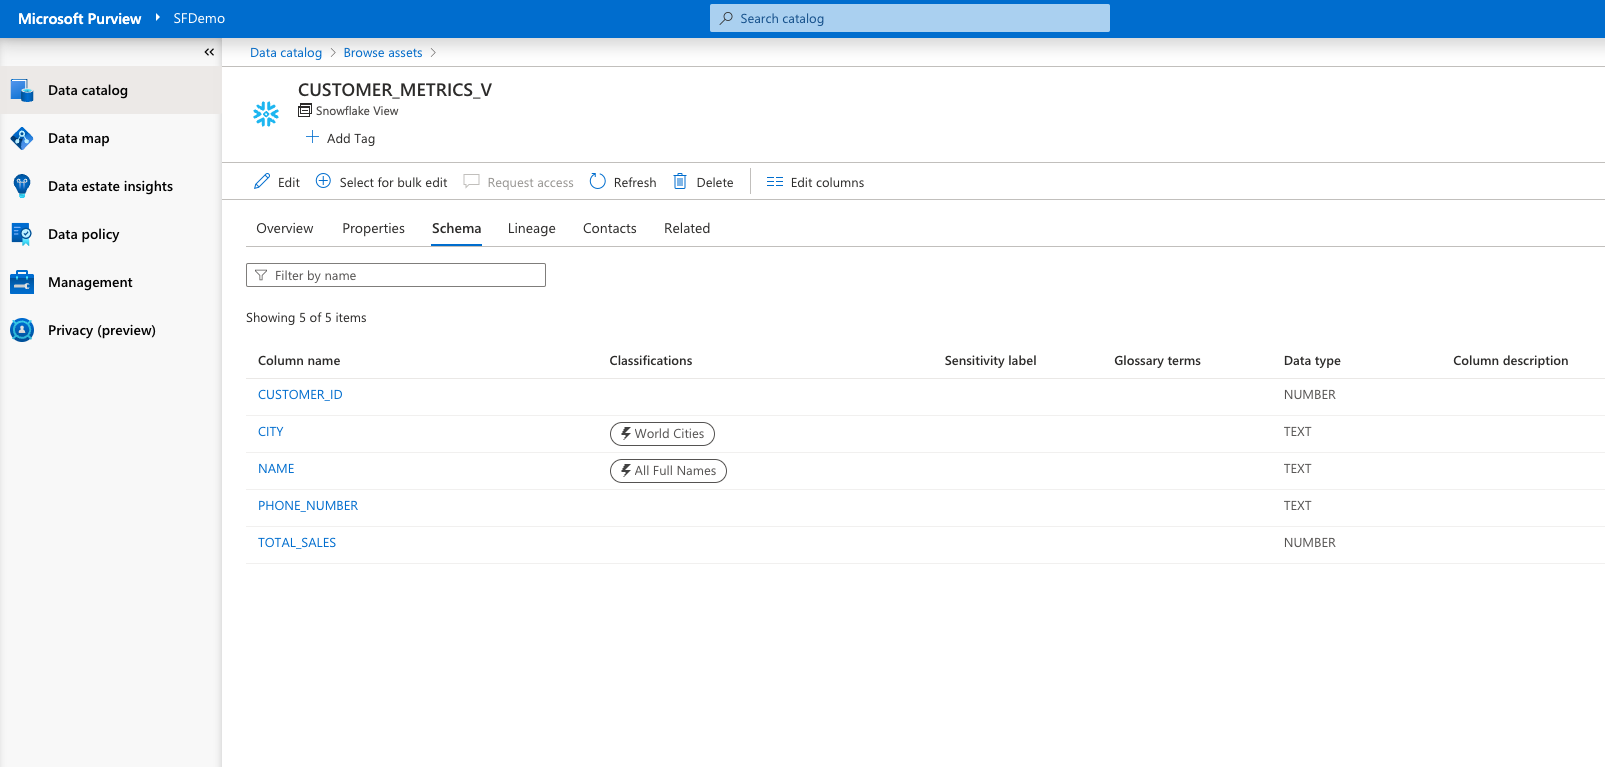 Microsoft Purview SFDemo
Search catalog
Data catalog
Data map
Data estate insights
Data policy
Management
Privacy (preview)
Data catalog Browse assets
CUSTOMER_METRICS_V
Snowflake View
Add Tag
Edit Select for bulk edit Request access Refresh Delete Edit columns
Overview Properties Schema Lineage Contacts Related
Filter by name
Showing 5 of 5 items
Column name Classifications Sensitivity label Glossary terms Data type Column description
CUSTOMER_ID NUMBER
CITY World Cities TEXT
NAME All Full Names TEXT
PHONE_NUMBER TEXT
TOTAL_SALES NUMBER